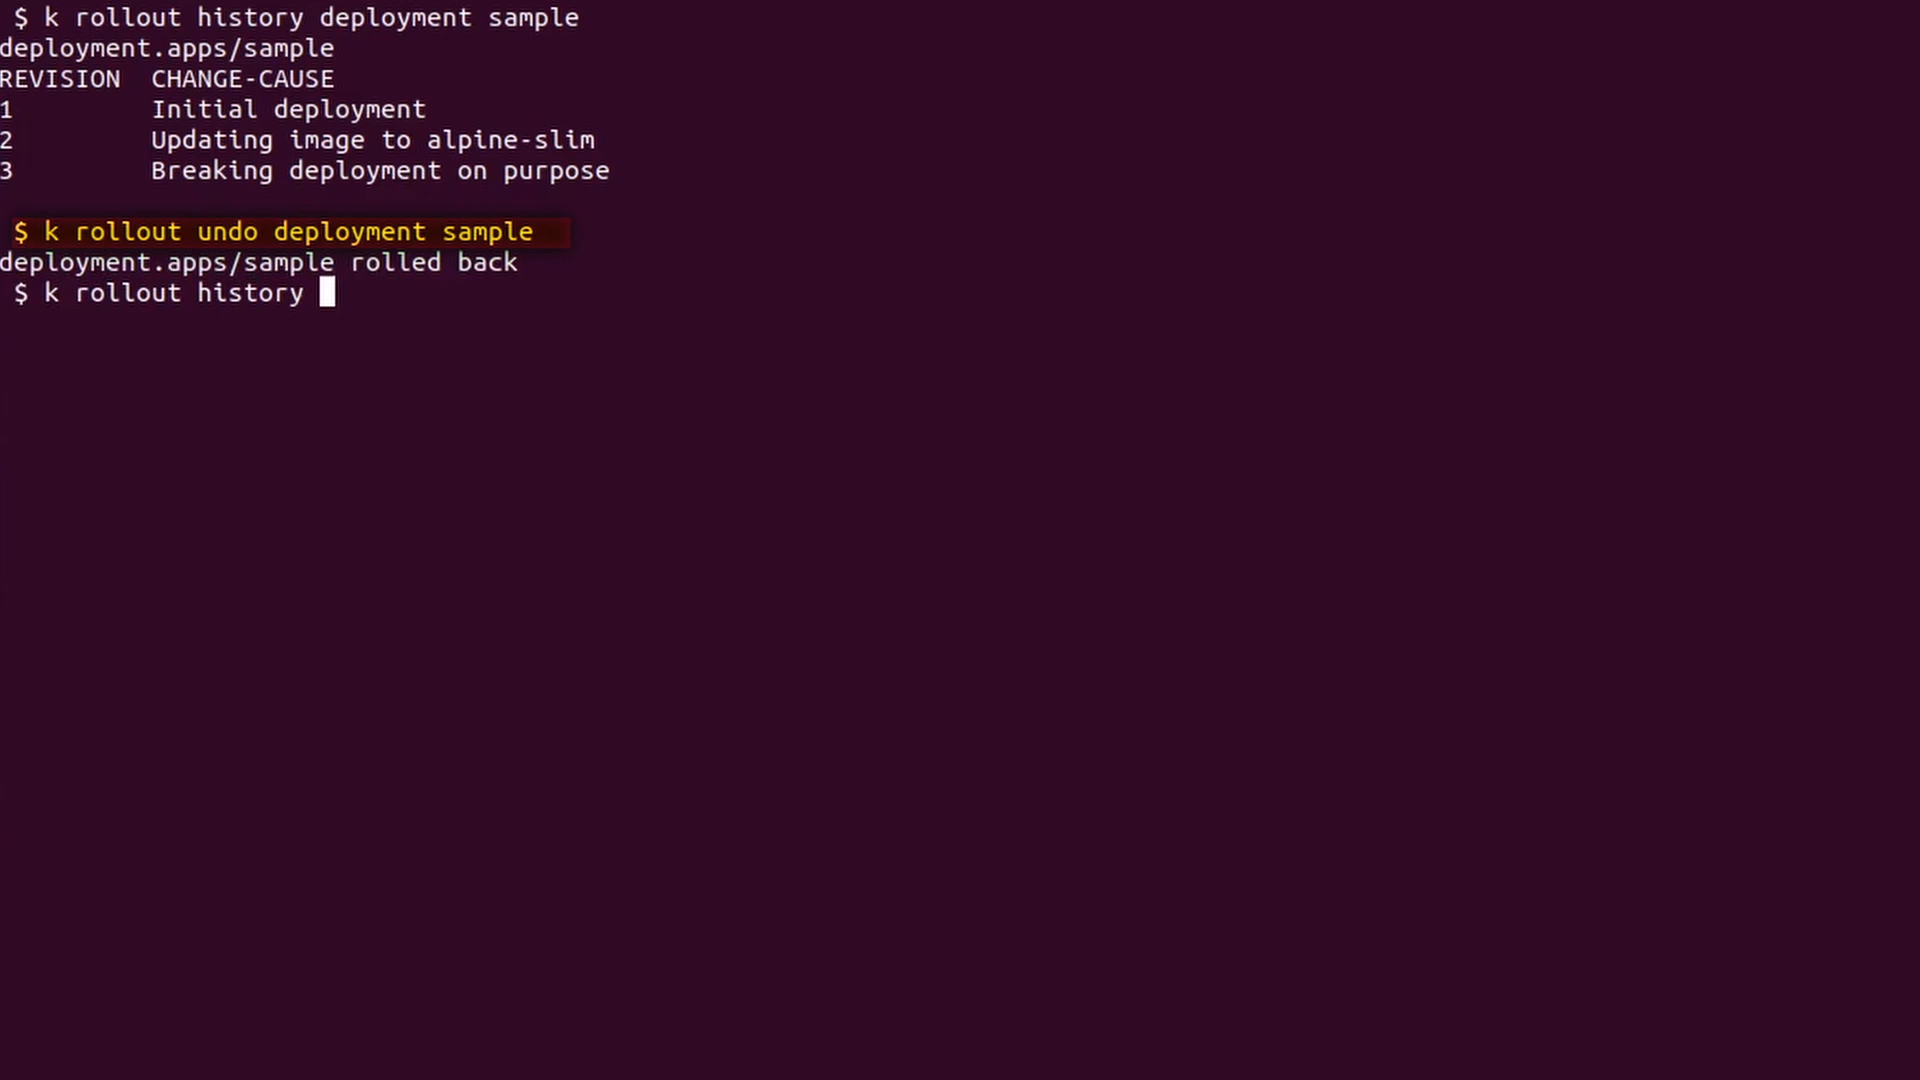 $ k rollout history deployment sample
deployment.apps/sample
REVISION  CHANGE-CAUSE
1         Initial deployment
2         Updating image to alpine-slim
3         Breaking deployment on purpose
$ k rollout undo deployment sample
deployment.apps/sample rolled back
$ k rollout history